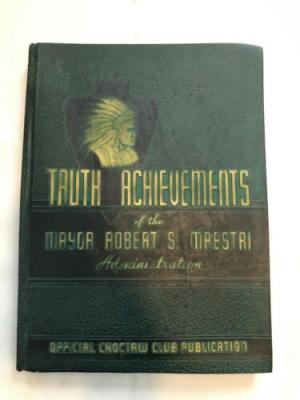 TRUTH ACHIEVEMENTS
of the
MAYOR ROBERT S. MAESTRI
Administration
OFFICIAL CHOCTAW CLUB PUBLICATION